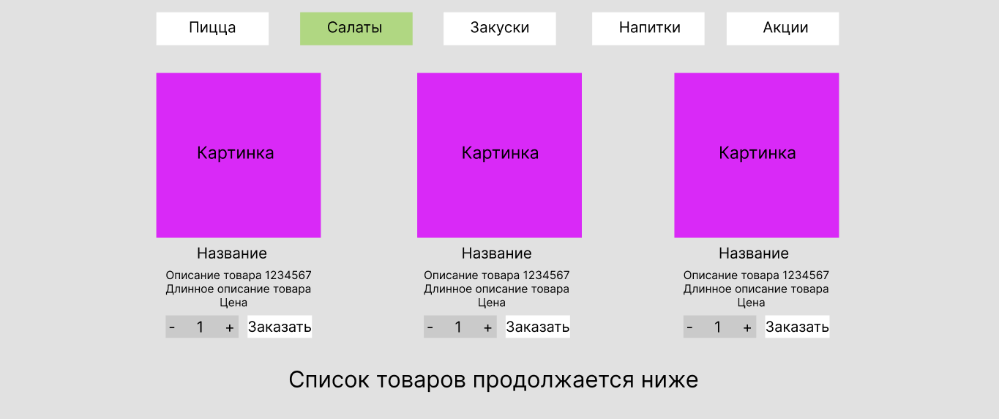 Пицца Салаты Закуски Напитки Акции
Картинка Картинка Картинка
Название Название Название
Описание товара 1234567 Описание товара 1234567 Описание товара 1234567
Длинное описание товара Длинное описание товара Длинное описание товара
Цена Цена Цена
- 1 + Заказать - 1 + Заказать - 1 + Заказать
Список товаров продолжается ниже